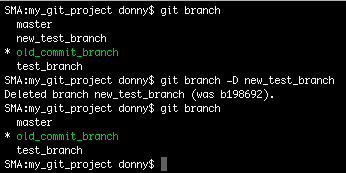 SMA:my_git_project donny$ git branch
  master
  new_test_branch
* old_commit_branch
  test_branch
SMA:my_git_project donny$ git branch -D new_test_branch
Deleted branch new_test_branch (was b198692).
SMA:my_git_project donny$ git branch
  master
* old_commit_branch
  test_branch
SMA:my_git_project donny$